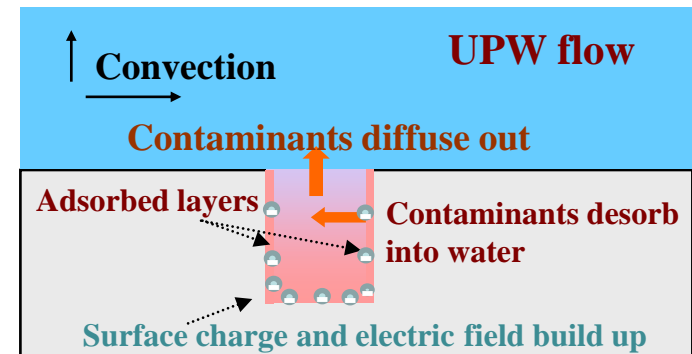 UPW flow
Convection
Contaminants diffuse out
Adsorbed layers
Contaminants desorb
into water
Surface charge and electric field build up